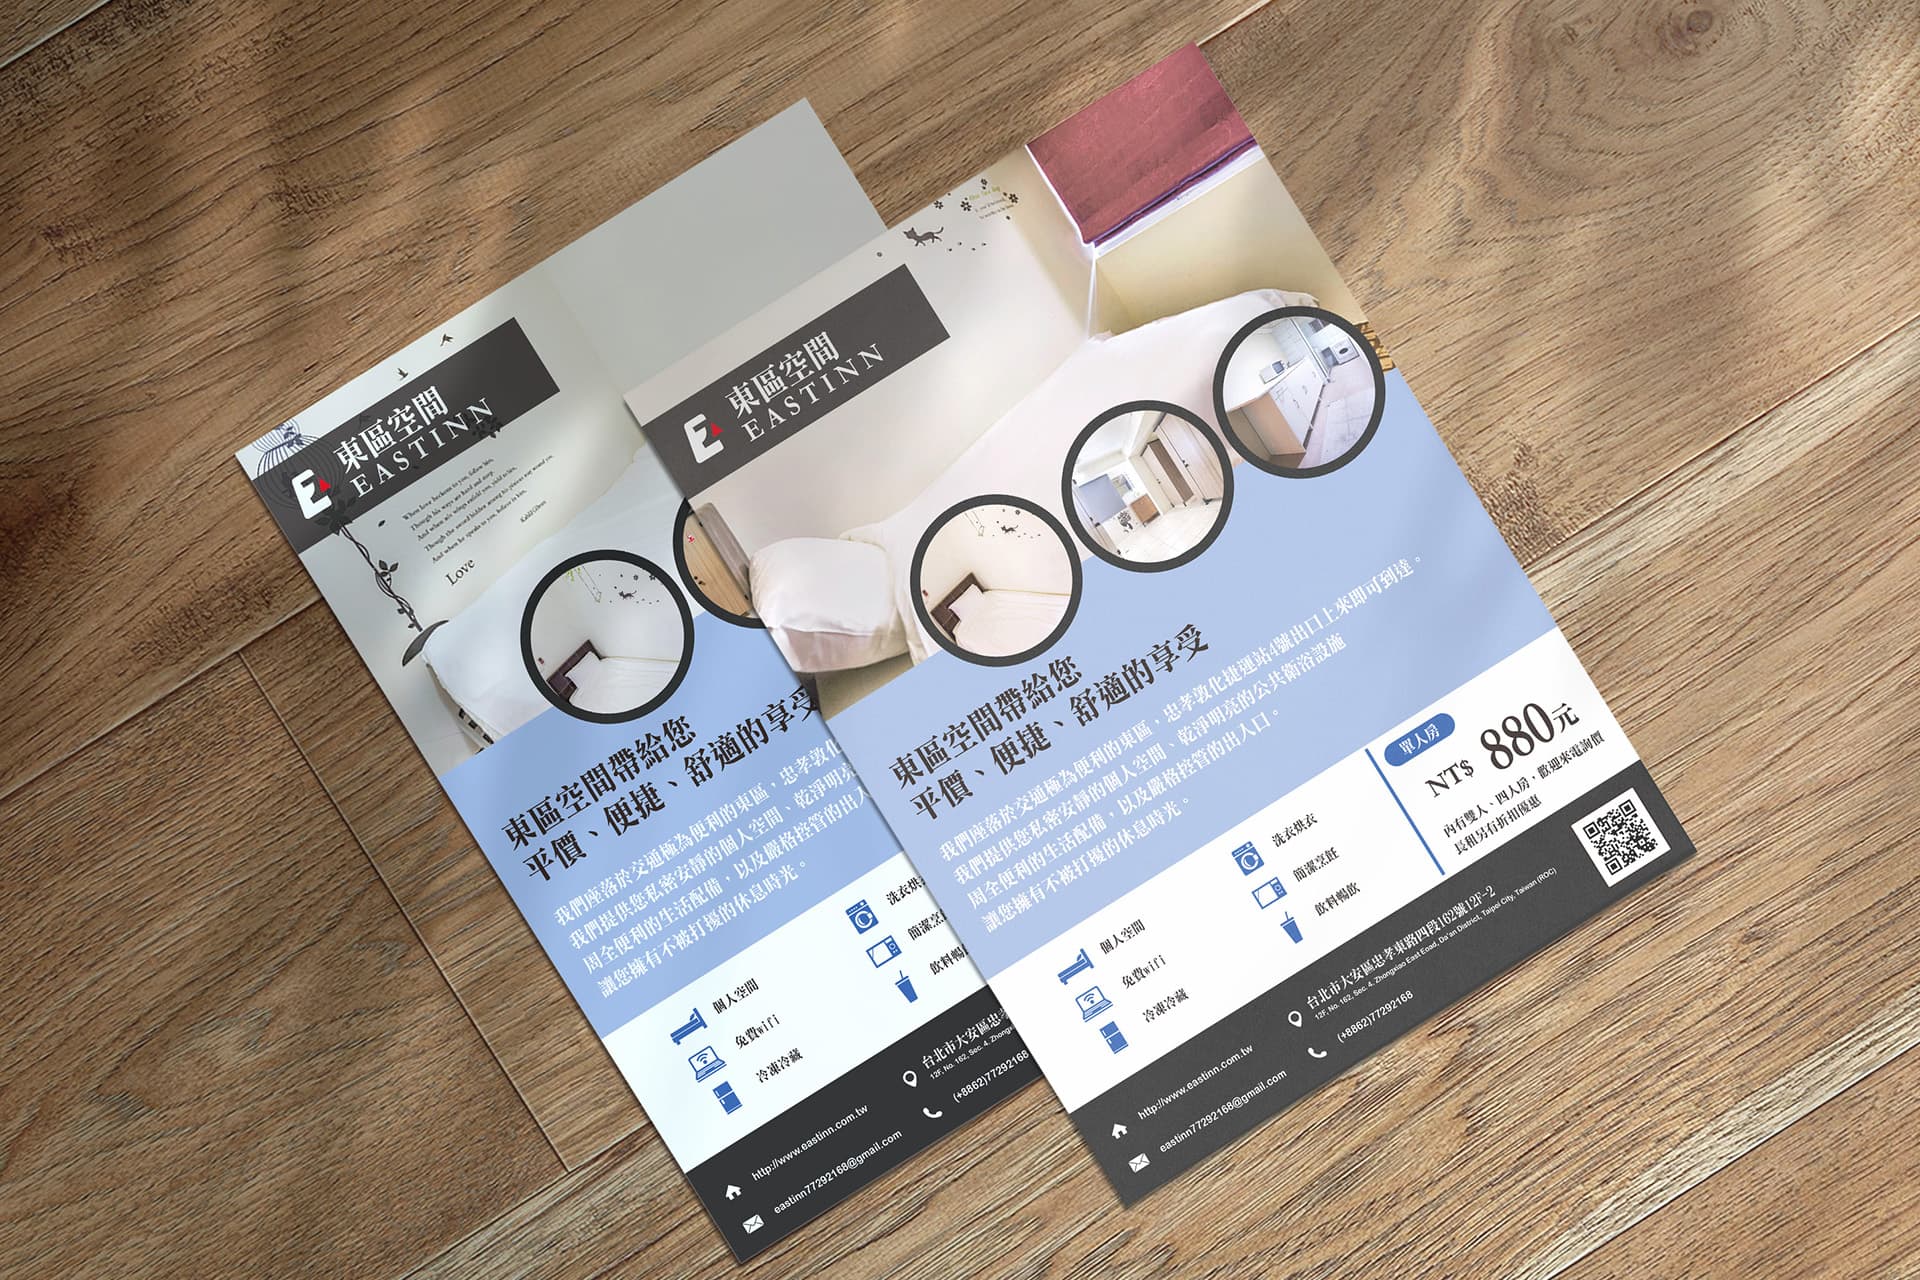 東區空間
EASTINN
When love beckons to you, follow him,
Though his ways are hard and steep.
And when his wings enfold you, yield to him,
Though the sword hidden among his pinions may wound you,
And when he speaks to you, believe in him,
Kahlil Gibran
Love
東區空間帶給您
平價、便捷、舒適的享受
我們座落於交通極為便利的東區，忠孝敦化
我們提供您私密安靜的個人空間、乾淨明亮
周全便利的生活配備，以及嚴格控管的出入
讓您擁有不被打擾的休息時光。
個人空間
免費wifi
冷凍冷藏
洗衣烘衣
簡潔烹飪
飲料暢
台北市大安區忠孝
12F, No. 162, Sec. 4, Zhongx
(+8862)77292168
http://www.eastinn.com.tw
eastinn77292168@gmail.com
東區空間
EASTINN
東區空間帶給您
平價、便捷、舒適的享受
我們座落於交通極為便利的東區，忠孝敦化捷運站4號出口上來即可到達。
我們提供您私密安靜的個人空間、乾淨明亮的公共衛浴設施
周全便利的生活配備，以及嚴格控管的出入口。
讓您擁有不被打擾的休息時光。
個人空間
免費wifi
冷凍冷藏
洗衣烘衣
簡潔烹飪
飲料暢飲
單人房
NT$ 880元
內有雙人、四人房，歡迎來電詢價
長租另有折扣優惠
台北市大安區忠孝東路四段162號12F-2
12F, No. 162, Sec. 4, Zhongxiao East Eoad, Da'an District, Taipei City, Taiwan (ROC)
(+8862)77292168
http://www.eastinn.com.tw
eastinn77292168@gmail.com